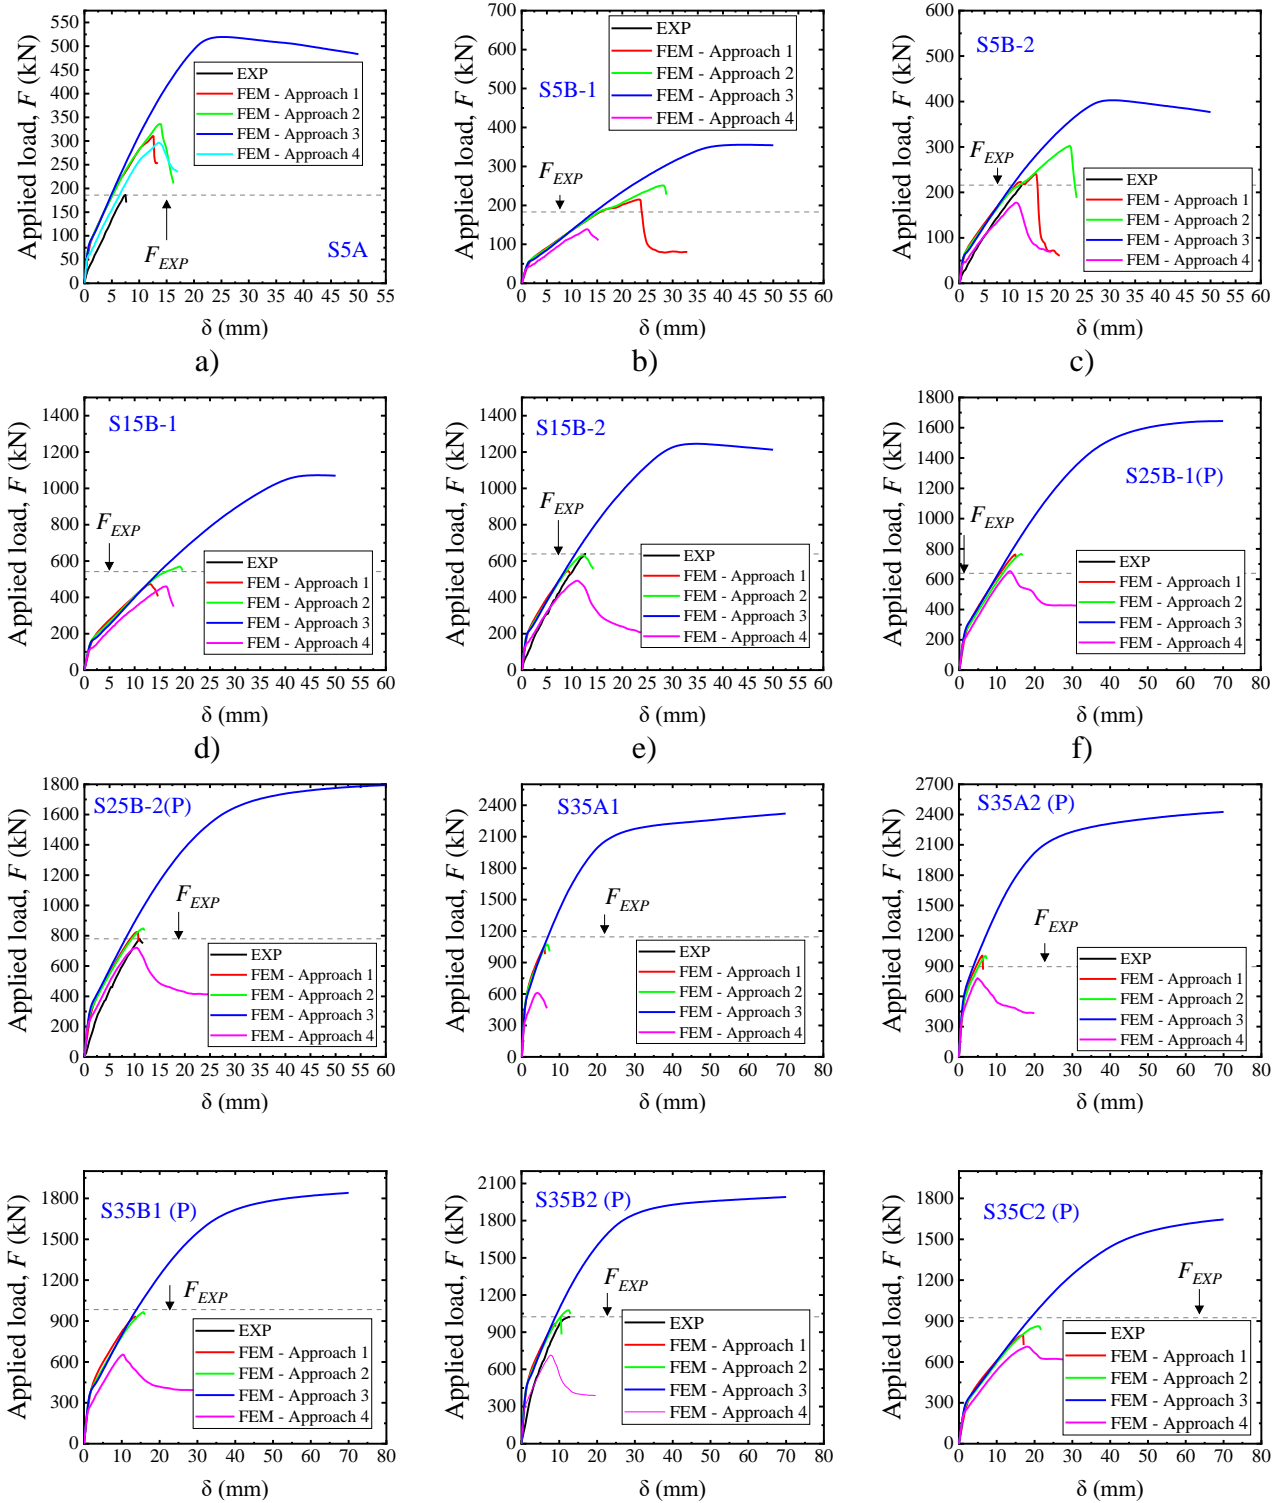 Applied load, F (kN)
550
500
450
400
350
300
250
200
150
100
50
0
EXP
FEM - Approach 1
FEM - Approach 2
FEM - Approach 3
FEM - Approach 4
F_EXP
S5A
0 5 10 15 20 25 30 35 40 45 50 55
δ (mm)
a)
Applied load, F (kN)
700
600
500
400
300
200
100
0
EXP
FEM - Approach 1
FEM - Approach 2
FEM - Approach 3
FEM - Approach 4
S5B-1
F_EXP
0 5 10 15 20 25 30 35 40 45 50 55 60
δ (mm)
b)
Applied load, F (kN)
600
500
400
300
200
100
0
S5B-2
F_EXP
EXP
FEM - Approach 1
FEM - Approach 2
FEM - Approach 3
FEM - Approach 4
0 5 10 15 20 25 30 35 40 45 50 55 60
δ (mm)
c)
Applied load, F (kN)
1400
1200
1000
800
600
400
200
0
S15B-1
F_EXP
EXP
FEM - Approach 1
FEM - Approach 2
FEM - Approach 3
FEM - Approach 4
0 5 10 15 20 25 30 35 40 45 50 55 60
δ (mm)
d)
Applied load, F (kN)
1400
1200
1000
800
600
400
200
0
S15B-2
F_EXP
EXP
FEM - Approach 1
FEM - Approach 2
FEM - Approach 3
FEM - Approach 4
0 5 10 15 20 25 30 35 40 45 50 55 60
δ (mm)
e)
Applied load, F (kN)
1800
1600
1400
1200
1000
800
600
400
200
0
S25B-1(P)
F_EXP
EXP
FEM - Approach 1
FEM - Approach 2
FEM - Approach 3
FEM - Approach 4
0 10 20 30 40 50 60 70 80
δ (mm)
f)
Applied load, F (kN)
1800
1600
1400
1200
1000
800
600
400
200
0
S25B-2(P)
F_EXP
EXP
FEM - Approach 1
FEM - Approach 2
FEM - Approach 3
FEM - Approach 4
0 5 10 15 20 25 30 35 40 45 50 55 60
δ (mm)
Applied load, F (kN)
2400
2100
1800
1500
1200
900
600
300
0
S35A1
F_EXP
EXP
FEM - Approach 1
FEM - Approach 2
FEM - Approach 3
FEM - Approach 4
0 10 20 30 40 50 60 70 80
δ (mm)
Applied load, F (kN)
2700
2400
2100
1800
1500
1200
900
600
300
0
S35A2 (P)
F_EXP
EXP
FEM - Approach 1
FEM - Approach 2
FEM - Approach 3
FEM - Approach 4
0 10 20 30 40 50 60 70 80
δ (mm)
Applied load, F (kN)
1800
1500
1200
900
600
300
0
S35B1 (P)
F_EXP
EXP
FEM - Approach 1
FEM - Approach 2
FEM - Approach 3
FEM - Approach 4
0 10 20 30 40 50 60 70 80
δ (mm)
Applied load, F (kN)
2100
1800
1500
1200
900
600
300
0
S35B2 (P)
F_EXP
EXP
FEM - Approach 1
FEM - Approach 2
FEM - Approach 3
FEM - Approach 4
0 10 20 30 40 50 60 70 80
δ (mm)
Applied load, F (kN)
1800
1500
1200
900
600
300
0
S35C2 (P)
F_EXP
EXP
FEM - Approach 1
FEM - Approach 2
FEM - Approach 3
FEM - Approach 4
0 10 20 30 40 50 60 70 80
δ (mm)